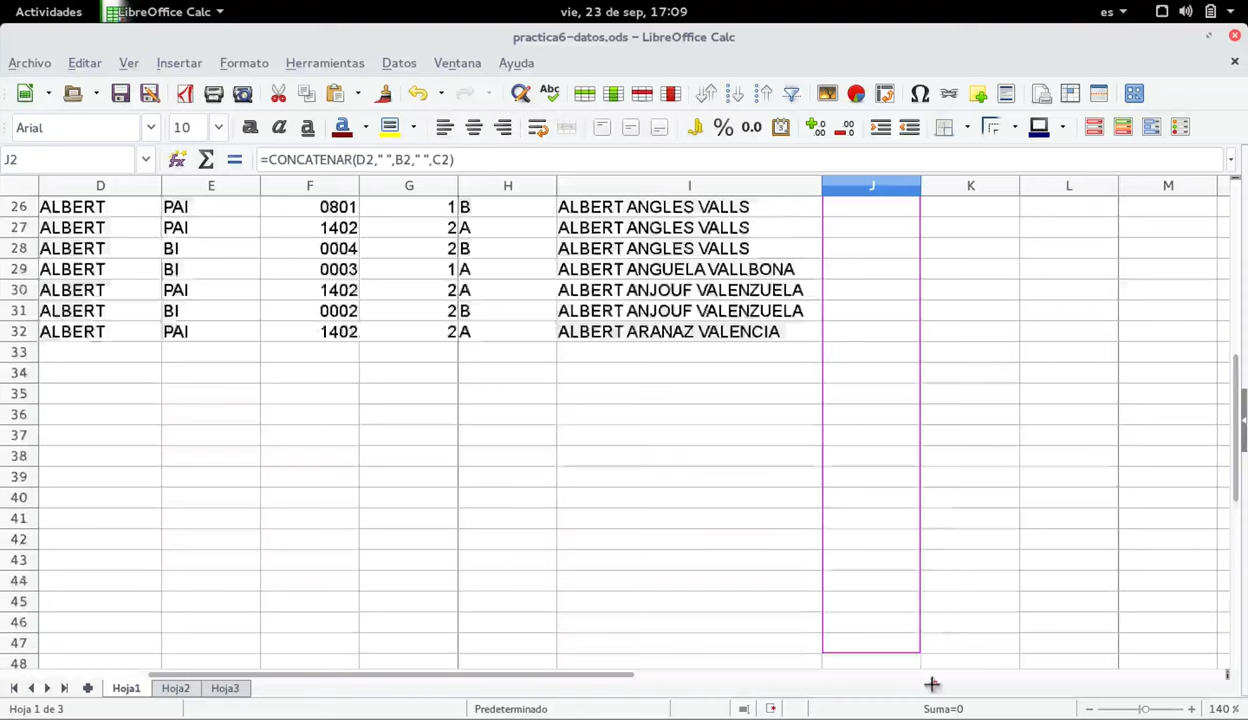 Actividades LibreOffice Calc vie, 23 de sep, 17:09 es
practica6-datos.ods - LibreOffice Calc
Archivo Editar Ver Insertar Formato Herramientas Datos Ventana Ayuda
Abc
Arial 10 a a a a % 0.0
J2 =CONCATENAR(D2," ",B2," ",C2)
D E F G H I J K L M
26 ALBERT PAI 0801 1 B ALBERT ANGLES VALLS
27 ALBERT PAI 1402 2 A ALBERT ANGLES VALLS
28 ALBERT BI 0004 2 B ALBERT ANGLES VALLS
29 ALBERT BI 0003 1 A ALBERT ANGUELA VALLBONA
30 ALBERT PAI 1402 2 A ALBERT ANJOUF VALENZUELA
31 ALBERT BI 0002 2 B ALBERT ANJOUF VALENZUELA
32 ALBERT PAI 1402 2 A ALBERT ARANAZ VALENCIA
33
34
35
36
37
38
39
40
41
42
43
44
45
46
47
48
Hoja1 Hoja2 Hoja3
Hoja 1 de 3 Predeterminado Suma=0 140 %